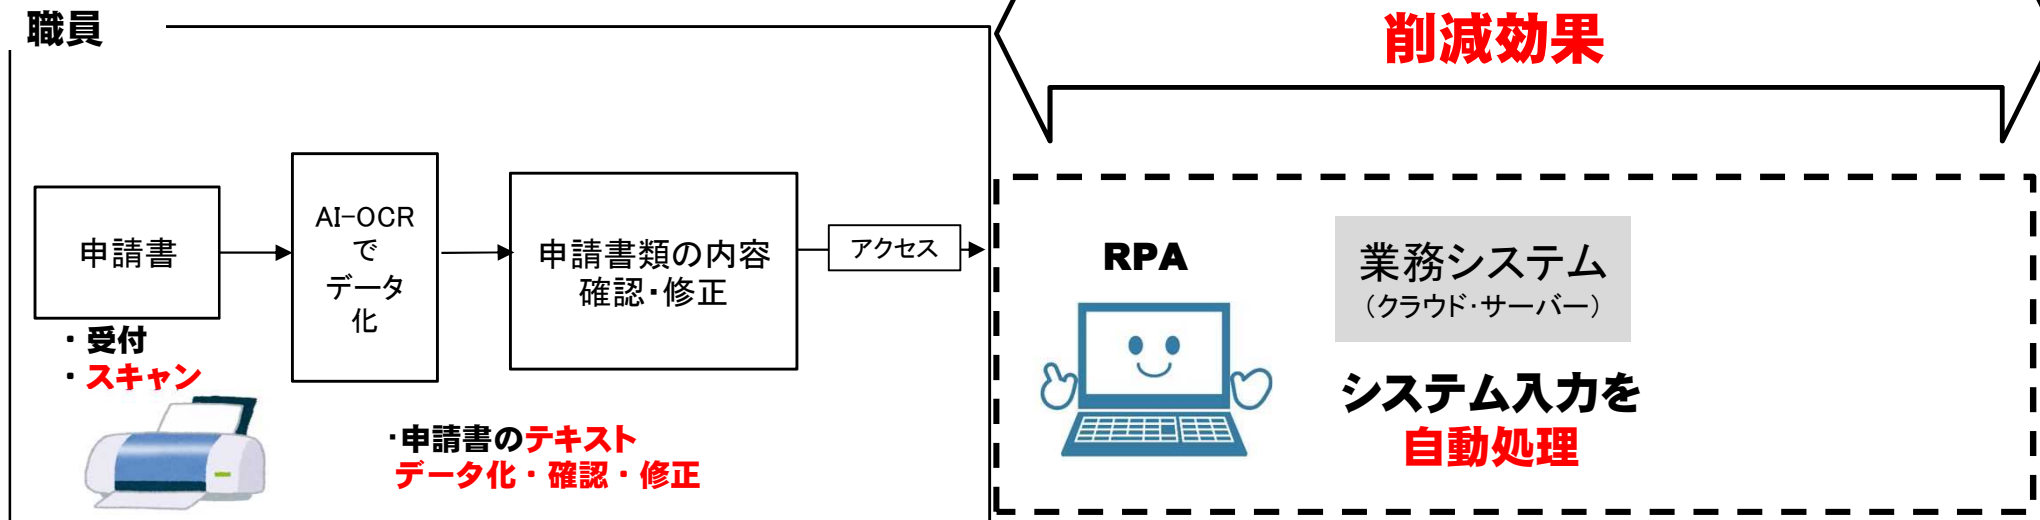 職員
削減効果
申請書
AI-OCR
で
データ
化
申請書類の内容
確認・修正
アクセス
・受付
・スキャン
・申請書のテキスト
データ化・確認・修正
RPA
業務システム
（クラウド・サーバー）
システム入力を
自動処理